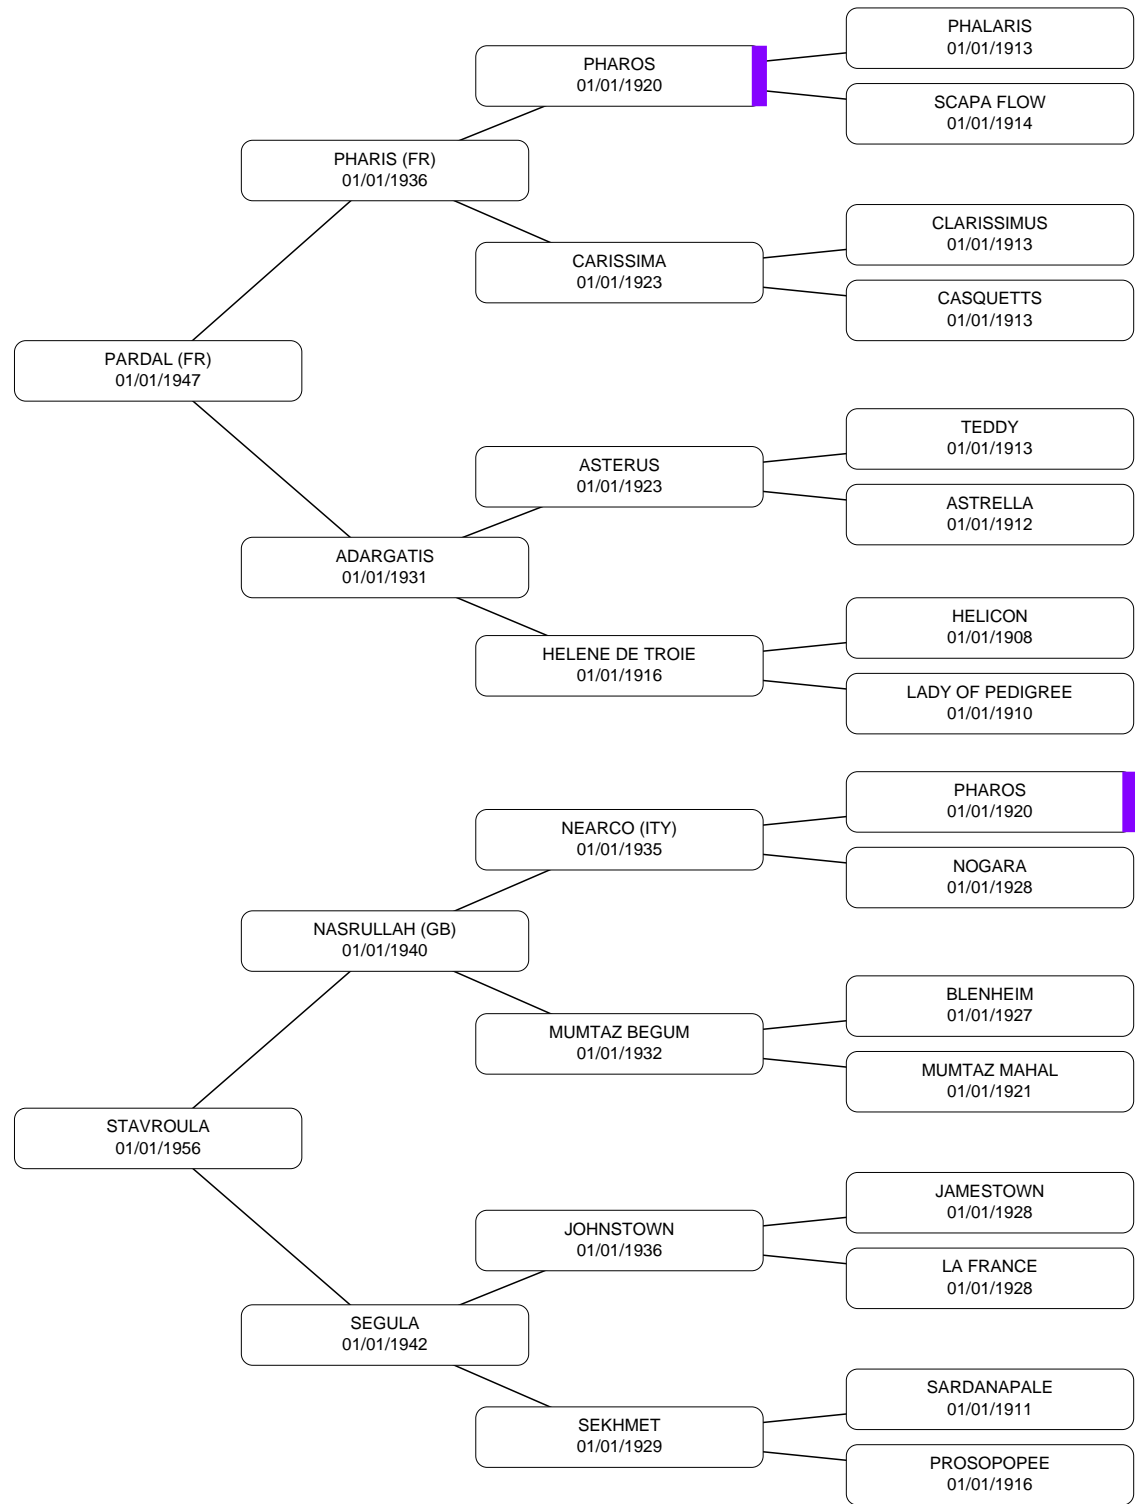 PHALARIS
01/01/1913
PHAROS
01/01/1920
SCAPA FLOW
01/01/1914
PHARIS (FR)
01/01/1936
CLARISSIMUS
01/01/1913
CARISSIMA
01/01/1923
CASQUETTS
01/01/1913
PARDAL (FR)
01/01/1947
TEDDY
01/01/1913
ASTERUS
01/01/1923
ASTRELLA
01/01/1912
ADARGATIS
01/01/1931
HELICON
01/01/1908
HELENE DE TROIE
01/01/1916
LADY OF PEDIGREE
01/01/1910
PHAROS
01/01/1920
NEARCO (ITY)
01/01/1935
NOGARA
01/01/1928
NASRULLAH (GB)
01/01/1940
BLENHEIM
01/01/1927
MUMTAZ BEGUM
01/01/1932
MUMTAZ MAHAL
01/01/1921
STAVROULA
01/01/1956
JAMESTOWN
01/01/1928
JOHNSTOWN
01/01/1936
LA FRANCE
01/01/1928
SEGULA
01/01/1942
SARDANAPALE
01/01/1911
SEKHMET
01/01/1929
PROSOPOPEE
01/01/1916